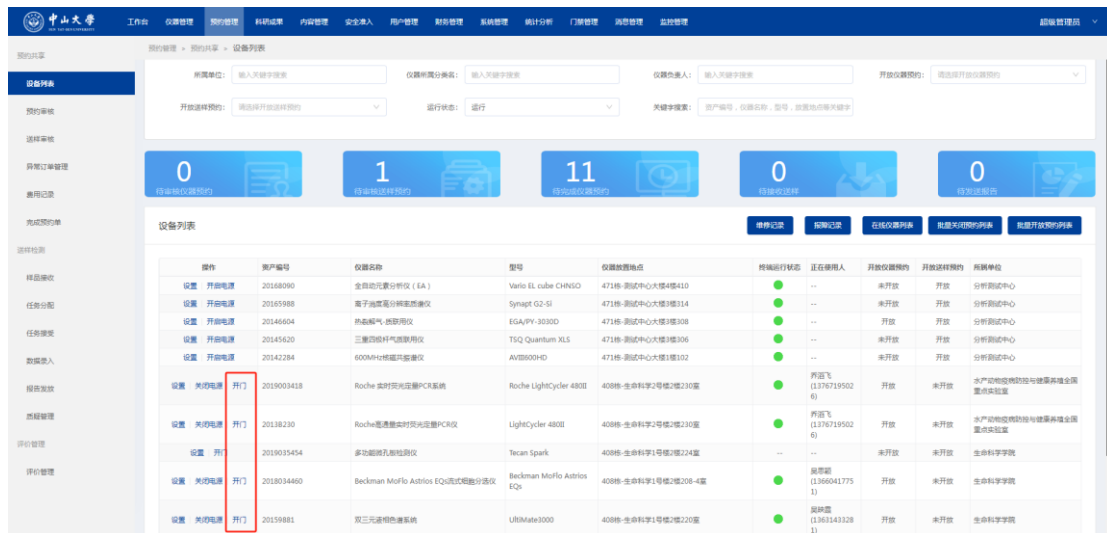 中山大學
工作台 仪器管理 预约管理 科研成果 内容管理 安全准入 用户管理 财务管理 系统管理 统计分析 门禁管理 消息管理 监控管理 超级管理员
预约管理 > 预约共享 > 设备列表
预约共享
设备列表
预约审核
送样审核
异常订单管理
惠用记录
完成预约单
送样检测
样品接收
任务分配
任务接受
数据录入
报告发放
质疑管理
评价管理
评价管理
所属单位: 输入关键字搜索 仪器所属分类名: 输入关键字搜索 仪器负责人: 输入关键字搜索 开放仪器预约: 请选择开放仪器预约
开放送样预约: 请选择开放送样预约 运行状态: 运行 关键字搜索: 资产编号,仪器名称,型号,放置地点等关键字
0 1 11 0 0
待审核仪器预约 待审核送样预约 待完成仪器预约 待接收送样 待发送报告
设备列表 维修记录 报障记录 在线仪器列表 批量关闭预约列表 批量开放预约列表
操作 资产编号 仪器名称 型号 仪器放置地点 终端运行状态 正在使用人 开放仪器预约 开放送样预约 所属单位
设置 开启电源 20168090 全自动元素分析仪(EA) Vario EL cube CHNSO 471栋-测试中心大楼4楼410 -- 未开放 开放 分析测试中心
设置 开启电源 20165988 离子淌度高分辨率质谱仪 Synapt G2-Si 471栋-测试中心大楼3楼314 -- 未开放 开放 分析测试中心
设置 开启电源 20146604 热裂解气-质联用仪 EGA/PY-3030D 471栋-测试中心大楼3楼308 -- 开放 开放 分析测试中心
设置 开启电源 20145620 三重四级杆气质联用仪 TSQ Quantum XLS 471栋-测试中心大楼3楼306 -- 未开放 开放 分析测试中心
设置 开启电源 20142284 600MHz核磁共振谱仪 AVIII600HD 471栋-测试中心大楼1楼102 -- 未开放 开放 分析测试中心
设置 关闭电源 开门 2019003418 Roche 实时荧光定量PCR系统 Roche LightCycler 480II 408栋-生命科学2号楼2楼230室 乔浴飞 (13767195026) 开放 未开放 水产动物疫病防控与健康养殖全国重点实验室
设置 关闭电源 开门 20138230 Roche高通量实时荧光定量PCR仪 LightCycler 480II 408栋-生命科学2号楼2楼230室 乔浴飞 (13767195026) 开放 未开放 水产动物疫病防控与健康养殖全国重点实验室
设置 开门 2019035454 多功能微孔板检测仪 Tecan Spark 408栋-生命科学1号楼2楼224室 -- -- 未开放 未开放 生命科学学院
设置 关闭电源 开门 2018034460 Beckman MoFlo Astrios EQs流式细胞分选仪 Beckman MoFlo Astrios EQs 408栋-生命科学1号楼2楼208-4室 (13660417751) 开放 未开放 生命科学学院
设置 关闭电源 开门 20159881 双三元液相色谱系统 UltiMate3000 408栋-生命科学1号楼2楼220室 (13631433281) 开放 未开放 生命科学学院